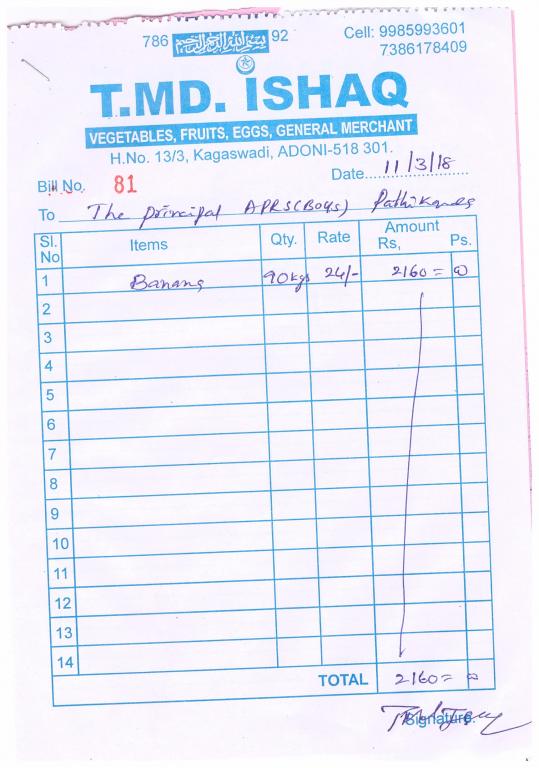 786 بسم الله الرحمن الرحيم 92
Cell: 9985993601
7386178409
T.MD. ISHAQ
VEGETABLES, FRUITS, EGGS, GENERAL MERCHANT
H.No. 13/3, Kagaswadi, ADONI-518 301.
Bill No. 81 Date 11/3/18
To The principal APRS(Boys)
Sl. No Items Qty. Rate Amount Rs, Ps.
1 Banana 90kgs 24/- 2160=00
2
3
4
5
6
7
8
9
10
11
12
13
14
TOTAL 2160=00
Signature.